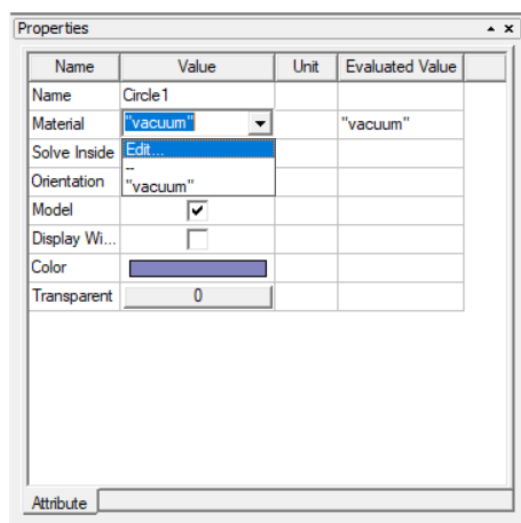 Properties
Name Value Unit Evaluated Value
Name Circle1
Material "vacuum" "vacuum"
Solve Inside Edit...
--
Orientation "vacuum"
Model
Display Wi...
Color
Transparent 0
Attribute